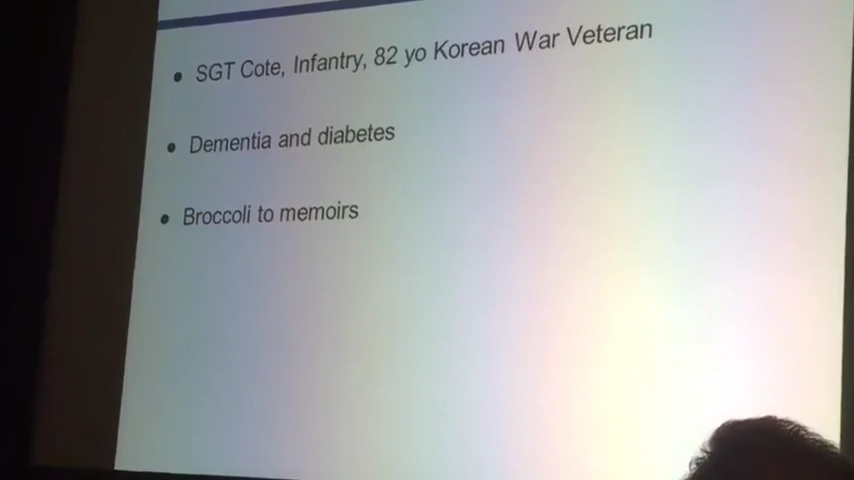 • SGT Cote, Infantry, 82 yo Korean War Veteran
• Dementia and diabetes
• Broccoli to memoirs